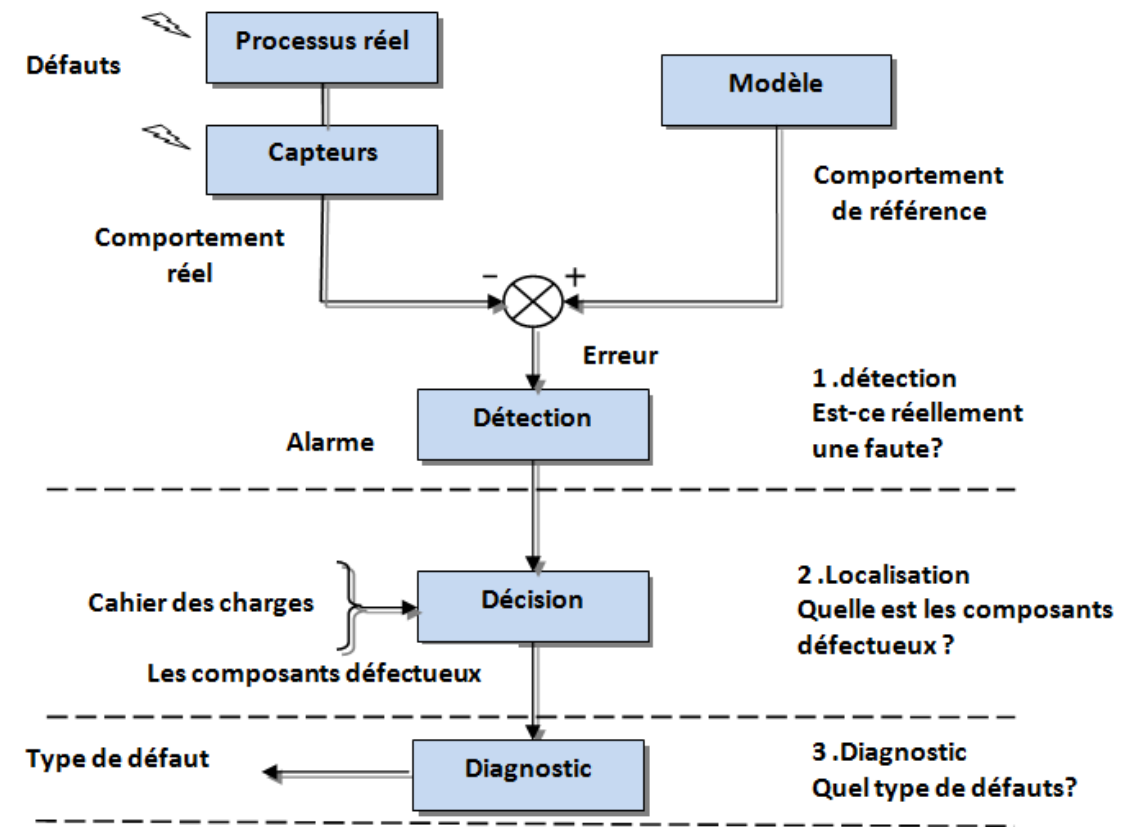 Processus réel
Défauts
Modèle
Capteurs
Comportement
de référence
Comportement
réel
- +
Erreur
1 .détection
Est-ce réellement
une faute?
Détection
Alarme
2 .Localisation
Quelle est les composants
défectueux ?
Décision
Cahier des charges
Les composants défectueux
Type de défaut
Diagnostic
3 .Diagnostic
Quel type de défauts?